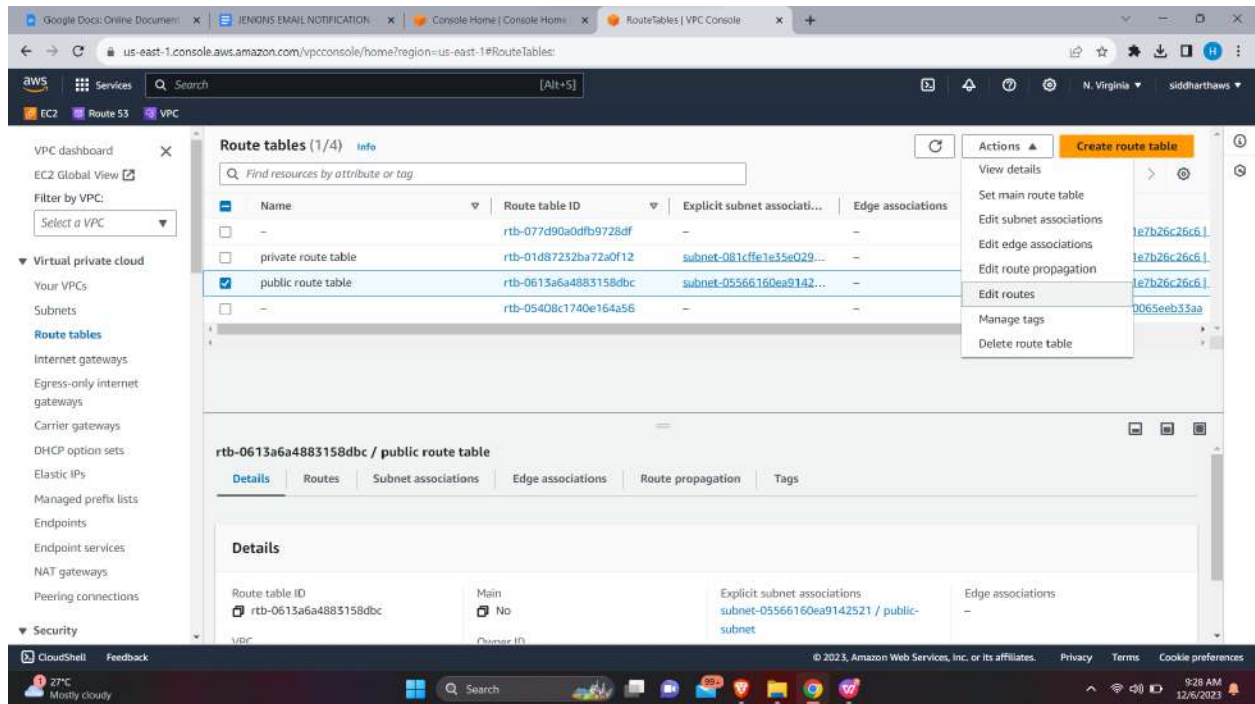 Google Docs: Online Document
JENKINS EMAIL NOTIFICATION
Console Home | Console Home
RouteTables | VPC Console
us-east-1.console.aws.amazon.com/vpcconsole/home?region=us-east-1#RouteTables:
H
aws
Services
Search
[Alt+S]
N. Virginia
siddharthaws
EC2
Route 53
VPC
VPC dashboard
EC2 Global View
Filter by VPC:
Select a VPC
Virtual private cloud
Your VPCs
Subnets
Route tables
Internet gateways
Egress-only internet
gateways
Carrier gateways
DHCP option sets
Elastic IPs
Managed prefix lists
Endpoints
Endpoint services
NAT gateways
Peering connections
Security
Route tables (1/4) Info
Actions
Create route table
Find resources by attribute or tag
Name
Route table ID
Explicit subnet associati...
Edge associations
– rtb-077d90a0dfb9728df – – 1e7b26c26c6 |
private route table rtb-01d87232ba72a0f12 subnet-081cffe1e35e029... – 1e7b26c26c6 |
public route table rtb-0613a6a4883158dbc subnet-05566160ea9142... – 1e7b26c26c6 |
– rtb-05408c1740e164a56 – – 0065eeb33aa
View details
Set main route table
Edit subnet associations
Edit edge associations
Edit route propagation
Edit routes
Manage tags
Delete route table
rtb-0613a6a4883158dbc / public route table
Details
Routes
Subnet associations
Edge associations
Route propagation
Tags
Details
Route table ID
rtb-0613a6a4883158dbc
Main
No
Explicit subnet associations
subnet-05566160ea9142521 / public-
subnet
Edge associations
–
VPC
Owner ID
CloudShell
Feedback
© 2023, Amazon Web Services, Inc. or its affiliates.
Privacy
Terms
Cookie preferences
1
27°C
Mostly cloudy
Search
99+
9:28 AM
12/6/2023